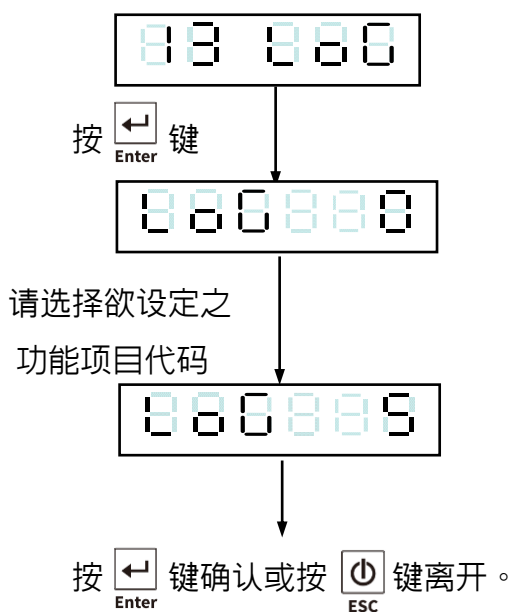 13 LoG
按 Enter 键
LoG 0
请选择欲设定之
功能项目代码
LoG 5
按 Enter 键确认或按 ESC 键离开。